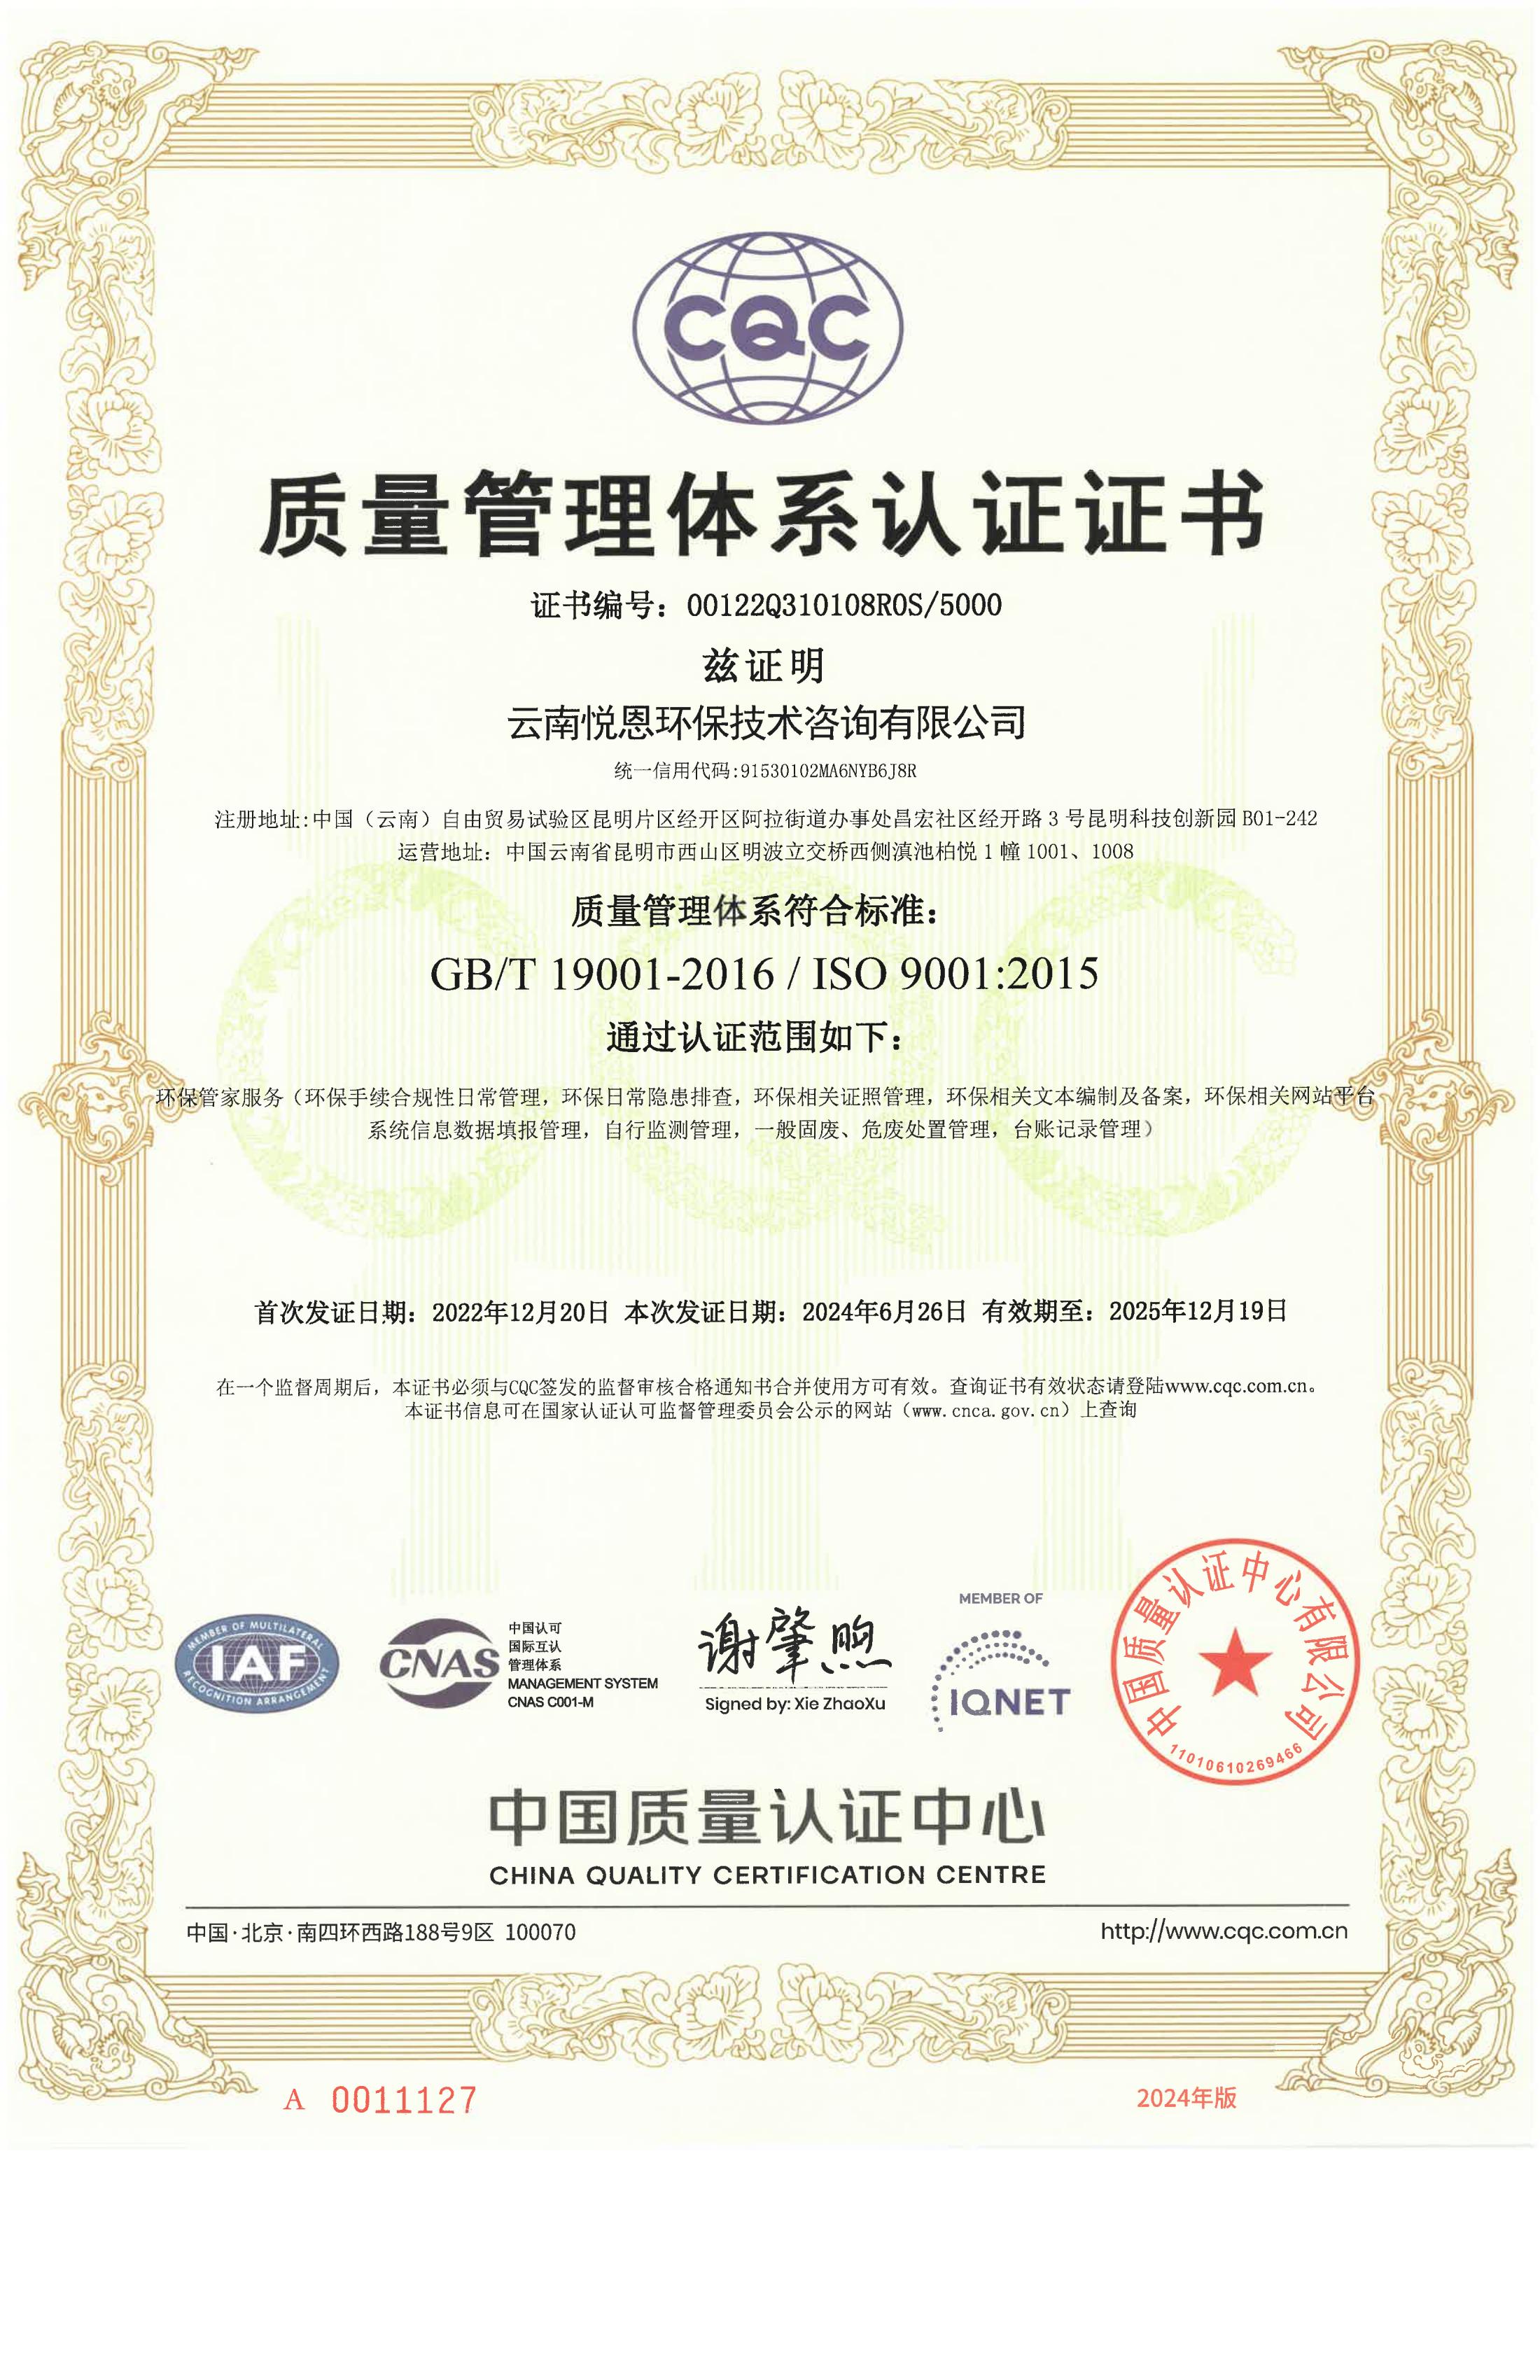 CQC
质量管理体系认证证书
证书编号：00122Q310108R0S/5000
兹证明
云南悦恩环保技术咨询有限公司
统一信用代码:91530102MA6NYB6J8R
注册地址:中国（云南）自由贸易试验区昆明片区经开区阿拉街道办事处昌宏社区经开路 3 号昆明科技创新园 B01-242
运营地址：中国云南省昆明市西山区明波立交桥西侧滇池柏悦 1 幢 1001、1008
质量管理体系符合标准：
GB/T 19001-2016 / ISO 9001:2015
通过认证范围如下：
环保管家服务（环保手续合规性日常管理，环保日常隐患排查，环保相关证照管理，环保相关文本编制及备案，环保相关网站平台
系统信息数据填报管理，自行监测管理，一般固废、危废处置管理，台账记录管理）
首次发证日期：2022年12月20日 本次发证日期：2024年6月26日 有效期至：2025年12月19日
在一个监督周期后，本证书必须与CQC签发的监督审核合格通知书合并使用方可有效。查询证书有效状态请登陆www.cqc.com.cn。
本证书信息可在国家认证认可监督管理委员会公示的网站（www.cnca.gov.cn）上查询
MEMBER OF MULTILATERAL
IAF
RECOGNITION ARRANGEMENT
CNAS
中国认可
国际互认
管理体系
MANAGEMENT SYSTEM
CNAS C001-M
谢肇煦
Signed by: Xie ZhaoXu
MEMBER OF
IQNET
中国质量认证中心有限公司
11010610269466
中国质量认证中心
CHINA QUALITY CERTIFICATION CENTRE
中国·北京·南四环西路188号9区 100070
http://www.cqc.com.cn
A 0011127
2024年版